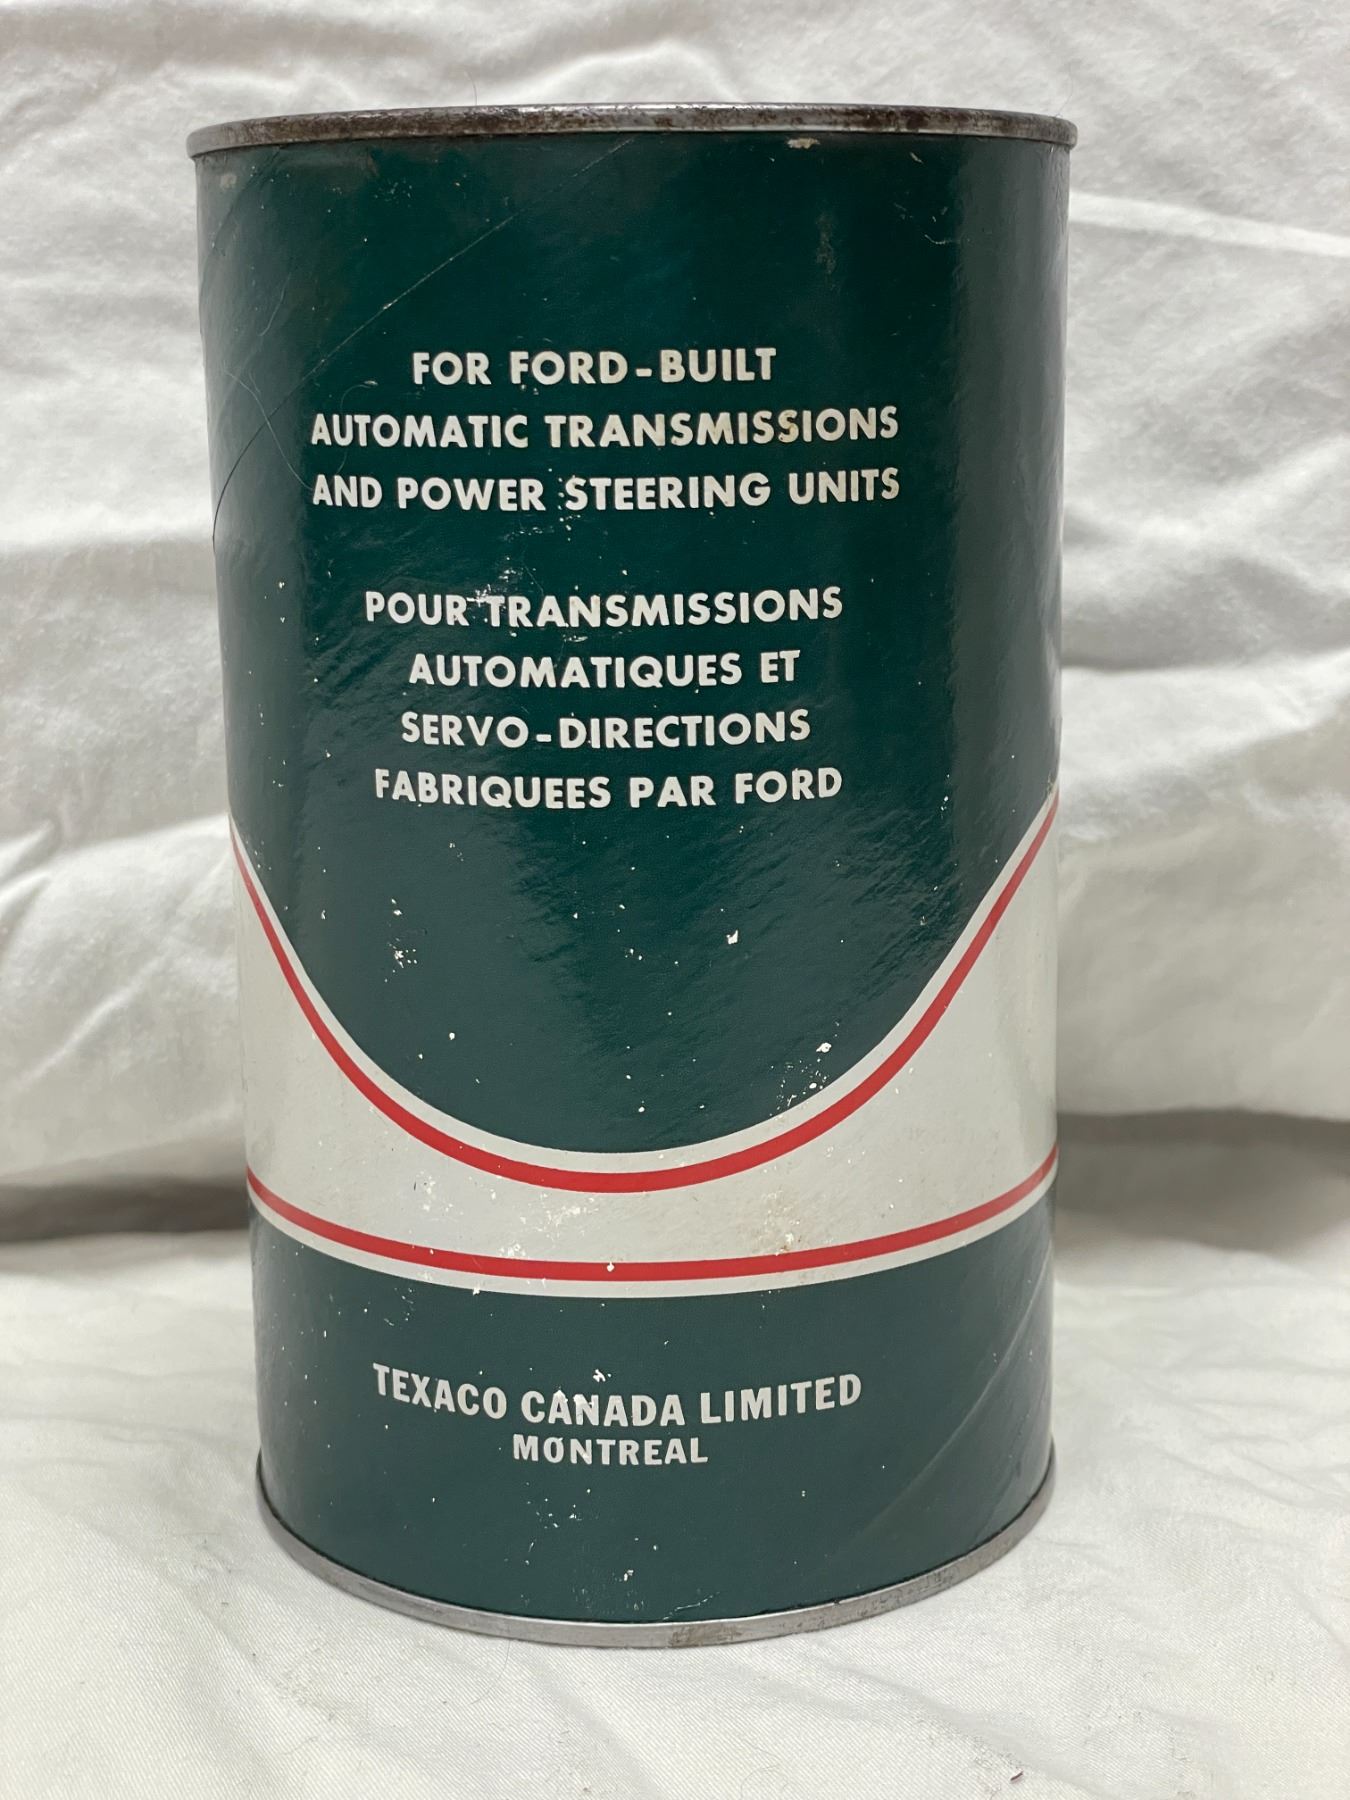 FOR FORD-BUILT
AUTOMATIC TRANSMISSIONS
AND POWER STEERING UNITS
POUR TRANSMISSIONS
AUTOMATIQUES ET
SERVO-DIRECTIONS
FABRIQUEES PAR FORD
TEXACO CANADA LIMITED
MONTREAL